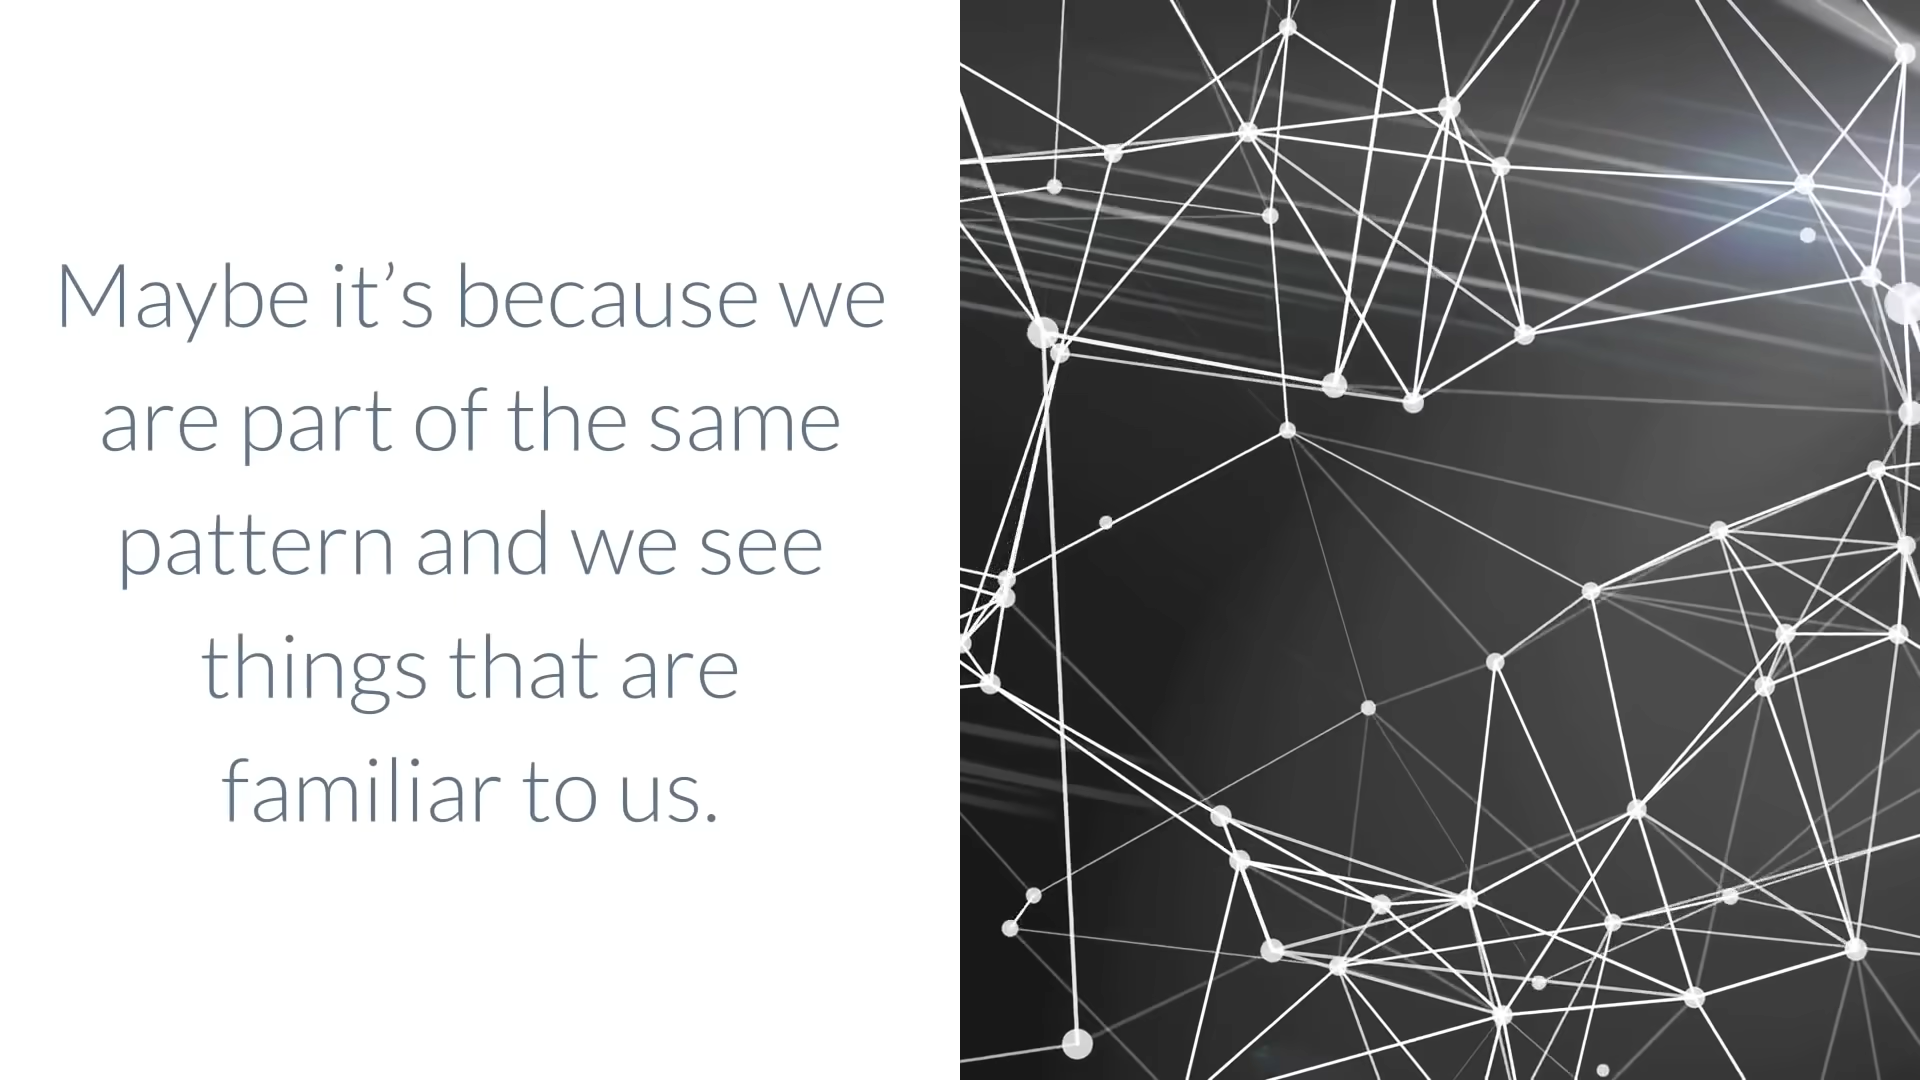 Maybe it’s because we
are part of the same
pattern and we see
things that are
familiar to us.